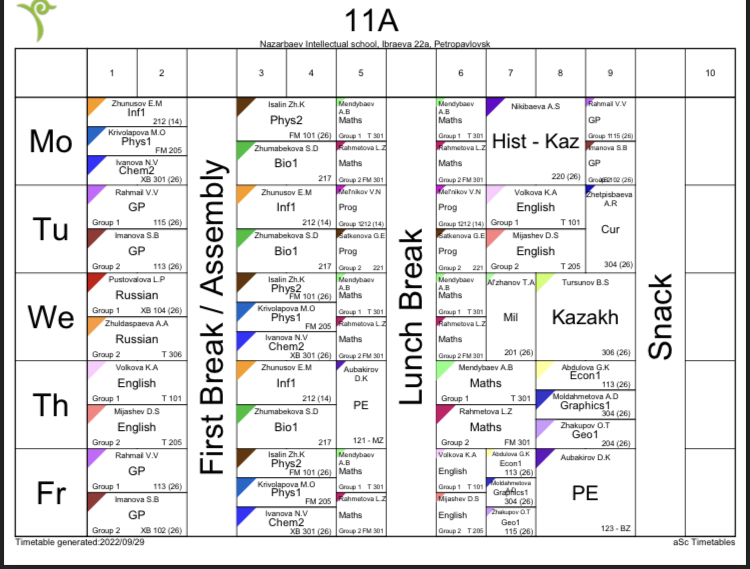 11A
Nazarbaev Intellectual school, Ibraeva 22a, Petropavlovsk
1 2 3 4 5 6 7 8 9 10
First Break / Assembly
Lunch Break
Snack
Mo
Zhunusov E.M
Inf1
212 (14)
Krivolapova M.O
Phys1
FM 205
Ivanova N.V
Chem2
XB 301 (26)
Isalin Zh.K
Phys2
FM 101 (26)
Zhumabekova S.D
Bio1
217
Mendybaev
A.B
Maths
Group 1 T 301
Rahmetova L.Z
Maths
Group 2 FM 301
Mendybaev
A.B
Maths
Group 1 T 301
Rahmetova L.Z
Maths
Group 2 FM 301
Nikibaeva A.S
Hist - Kaz
220 (26)
Rahmail V.V
GP
Group 1 115 (26)
Imanova S.B
GP
Tu
Rahmail V.V
GP
Group 1 115 (26)
Imanova S.B
GP
Group 2 113 (26)
Zhunusov E.M
Inf1
212 (14)
Zhumabekova S.D
Bio1
217
Mel'nikov V.N
Prog
Group 1 212 (14)
Satkenova G.E
Prog
Group 2 221
Mel'nikov V.N
Prog
Group 1 212 (14)
Satkenova G.E
Prog
Group 2 221
Volkova K.A
English
Group 1 T 101
Mijashev D.S
English
Group 2 T 205
Zhetpisbaeva
A.R
Cur
304 (26)
We
Pustovalova L.P
Russian
Group 1 XB 104 (26)
Zhuldaspaeva A.A
Russian
Group 2 T 306
Isalin Zh.K
Phys2
FM 101 (26)
Krivolapova M.O
Phys1
FM 205
Ivanova N.V
Chem2
XB 301 (26)
Mendybaev
A.B
Maths
Group 1 T 301
Rahmetova L.Z
Maths
Group 2 FM 301
Mendybaev
A.B
Maths
Group 1 T 301
Rahmetova L.Z
Maths
Group 2 FM 301
Al'zhanov T.A
Mil
201 (26)
Tursunov B.S
Kazakh
306 (26)
Th
Volkova K.A
English
Group 1 T 101
Mijashev D.S
English
Group 2 T 205
Zhunusov E.M
Inf1
212 (14)
Zhumabekova S.D
Bio1
217
Aubakirov
D.K
PE
121 - MZ
Mendybaev A.B
Maths
Group 1 T 301
Rahmetova L.Z
Maths
Group 2 FM 301
Abdulova G.K
Econ1
113 (26)
Moldahmetova A.D
Graphics1
304 (26)
Zhakupov O.T
Geo1
204 (26)
Fr
Rahmail V.V
GP
Group 1 113 (26)
Imanova S.B
GP
Group 2 XB 102 (26)
Isalin Zh.K
Phys2
FM 101 (26)
Krivolapova M.O
Phys1
FM 205
Ivanova N.V
Chem2
XB 301 (26)
Mendybaev
A.B
Maths
Group 1 T 301
Rahmetova L.Z
Maths
Group 2 FM 301
Volkova K.A
English
Group 1 T 101
Mijashev D.S
English
Group 2 T 205
Abdulova G.K
Econ1
113 (26)
Moldahmetova
A.D
Graphics1
304 (26)
Zhakupov O.T
Geo1
115 (26)
Aubakirov D.K
PE
123 - BZ
Timetable generated:2022/09/29
aSc Timetables